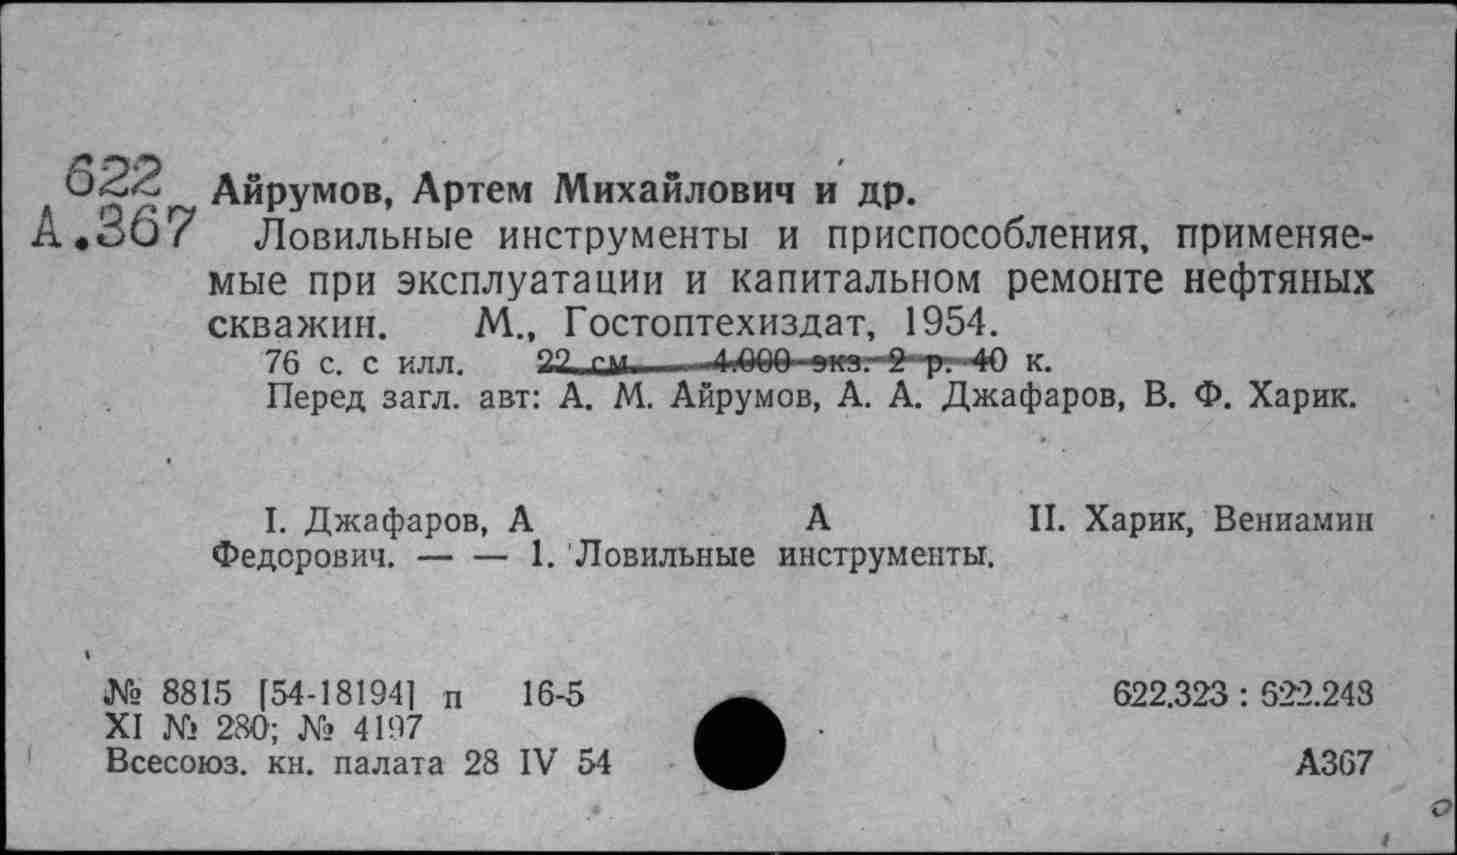 622
А.367
Айрумов, Артем Михайлович и др.
Ловильные инструменты и приспособления, применяе-
мые при эксплуатации и капитальном ремонте нефтяных
скважин. М., Гостоптехиздат, 1954.
76 с. с илл. 22 см. 4.000 экз. 2 р. 40 к.
Перед загл. авт: А. М. Айрумов, А. А. Джафаров, В. Ф. Харик.
I. Джафаров, А А II. Харик, Вениамин
Федорович. — — 1. Ловильные инструменты.
№ 8815 [54-18194] п 16-5
XI № 280; № 4197
Всесоюз. кн. палата 28 IV 54
622.323 : 622.248
А367